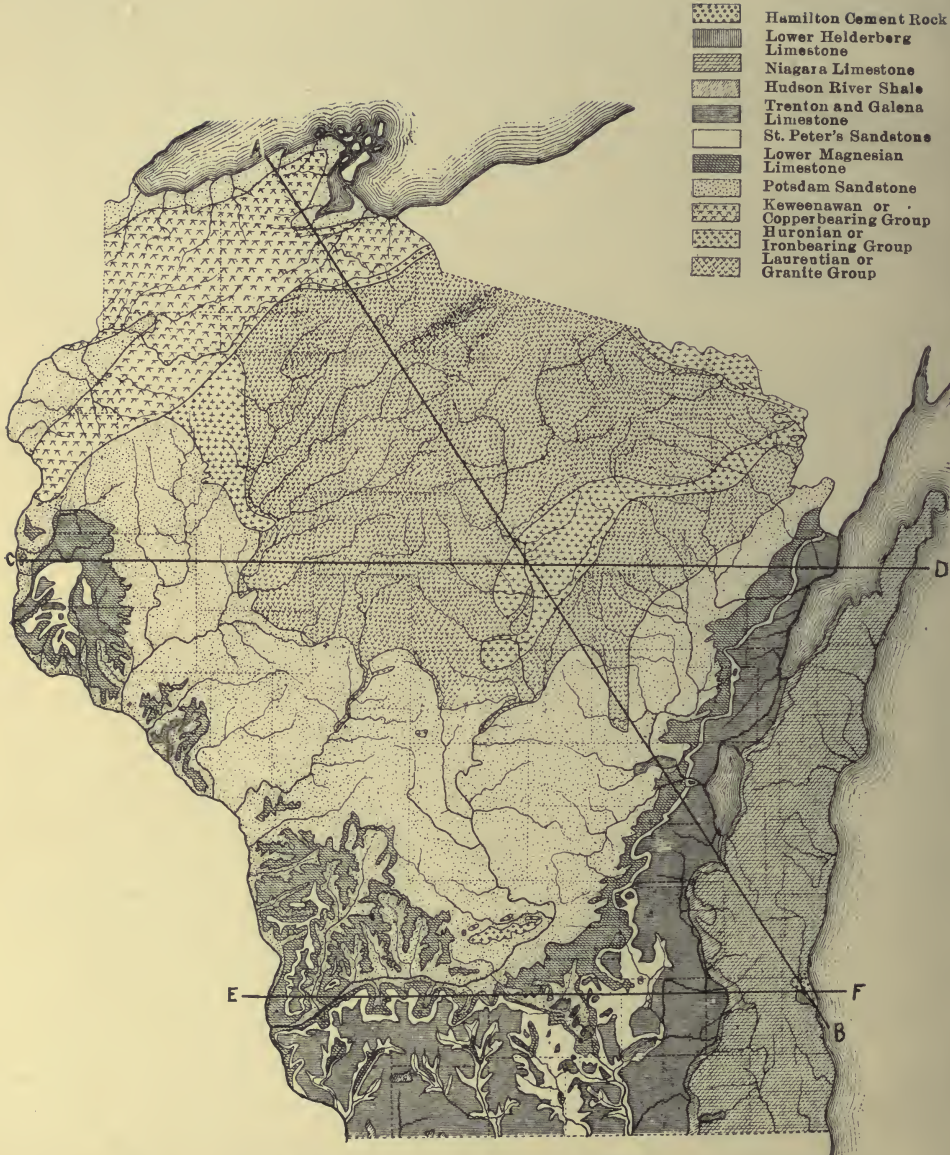 Hamilton Cement Rock
Lower Helderberg
Limestone
Niagara Limestone
Hudson River Shale
Trenton and Galena
Limestone
St. Peter's Sandstone
Lower Magnesian
Limestone
Potsdam Sandstone
Keweenawan or
Copperbearing Group
Huronian or
Ironbearing Group
Laurentian or
Granite Group
A
C
D
E
F
B